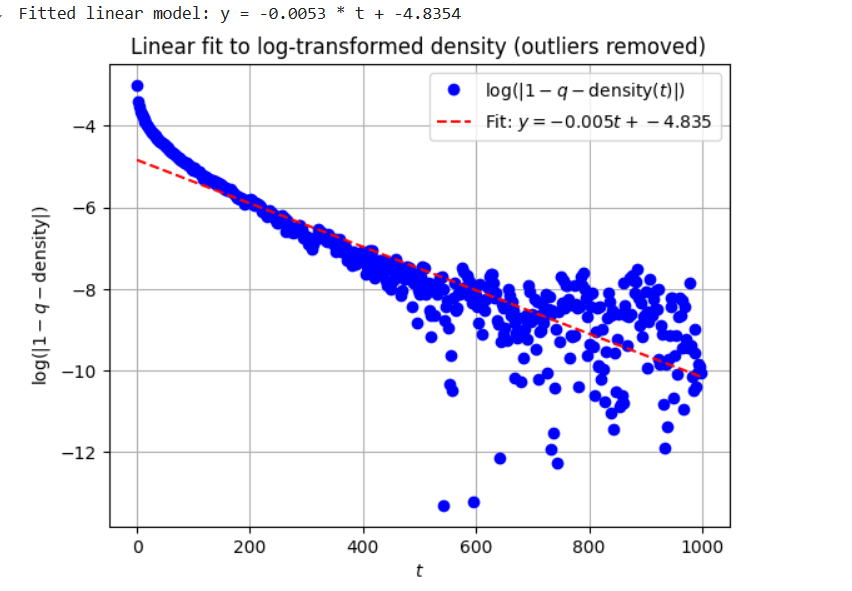 Fitted linear model: y = -0.0053 * t + -4.8354
Linear fit to log-transformed density (outliers removed)
log(|1 − q − density(t)|)
Fit: y = −0.005t + −4.835
log(|1 − q − density|)
−4
−6
−8
−10
−12
0 200 400 600 800 1000
t